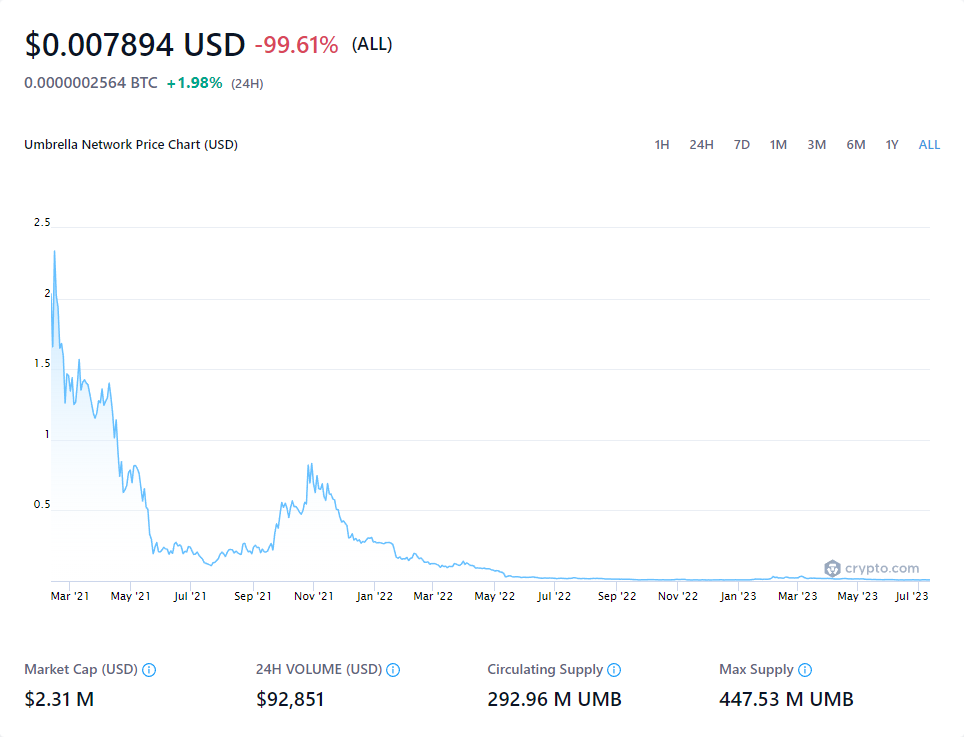 $0.007894 USD -99.61% (ALL)
0.0000002564 BTC +1.98% (24H)
Umbrella Network Price Chart (USD) 1H 24H 7D 1M 3M 6M 1Y ALL
2.5
2
1.5
1
0.5
crypto.com
Mar '21 May '21 Jul '21 Sep '21 Nov '21 Jan '22 Mar '22 May '22 Jul '22 Sep '22 Nov '22 Jan '23 Mar '23 May '23 Jul '23
Market Cap (USD) 24H VOLUME (USD) Circulating Supply Max Supply
$2.31 M $92,851 292.96 M UMB 447.53 M UMB